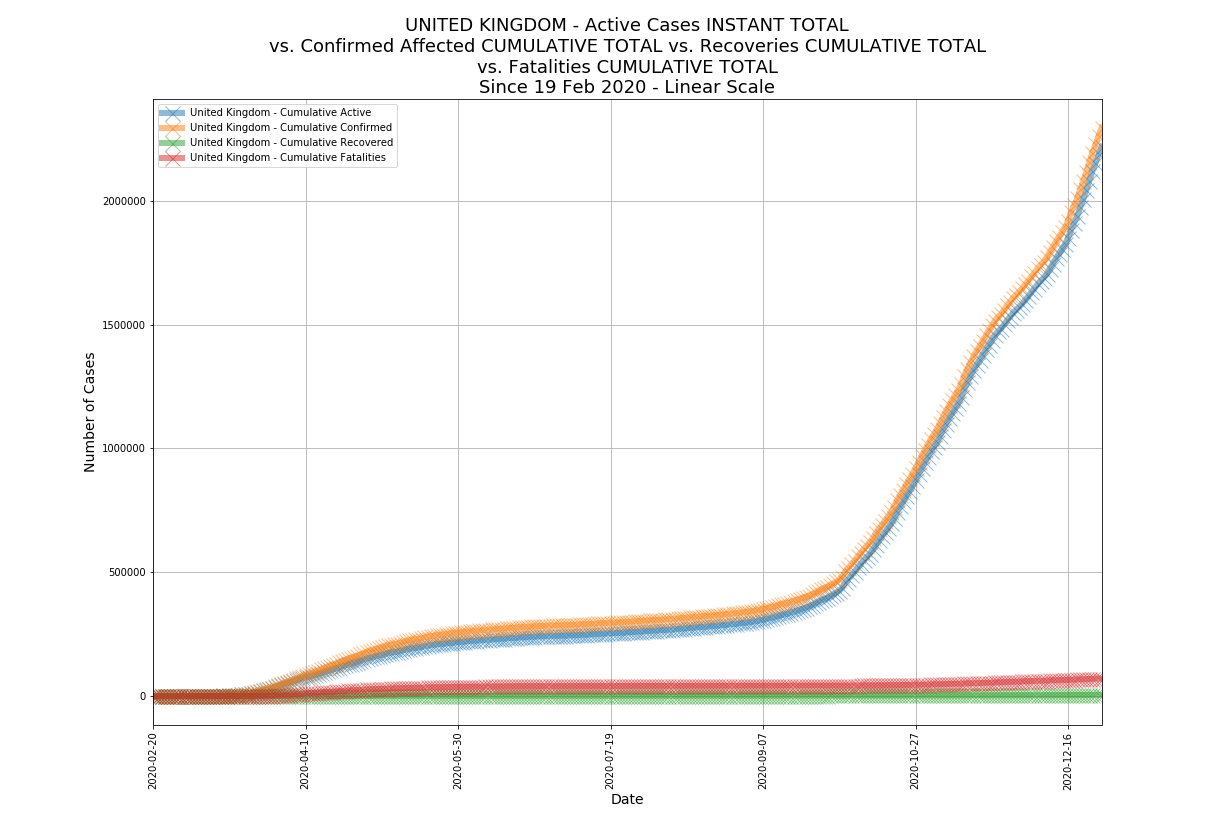 UNITED KINGDOM - Active Cases INSTANT TOTAL
vs. Confirmed Affected CUMULATIVE TOTAL vs. Recoveries CUMULATIVE TOTAL
vs. Fatalities CUMULATIVE TOTAL
Since 19 Feb 2020 - Linear Scale
United Kingdom - Cumulative Active
United Kingdom - Cumulative Confirmed
United Kingdom - Cumulative Recovered
United Kingdom - Cumulative Fatalities
Number of Cases
2000000
1500000
1000000
500000
0
2020-02-20
2020-04-10
2020-05-30
2020-07-19
2020-09-07
2020-10-27
2020-12-16
Date